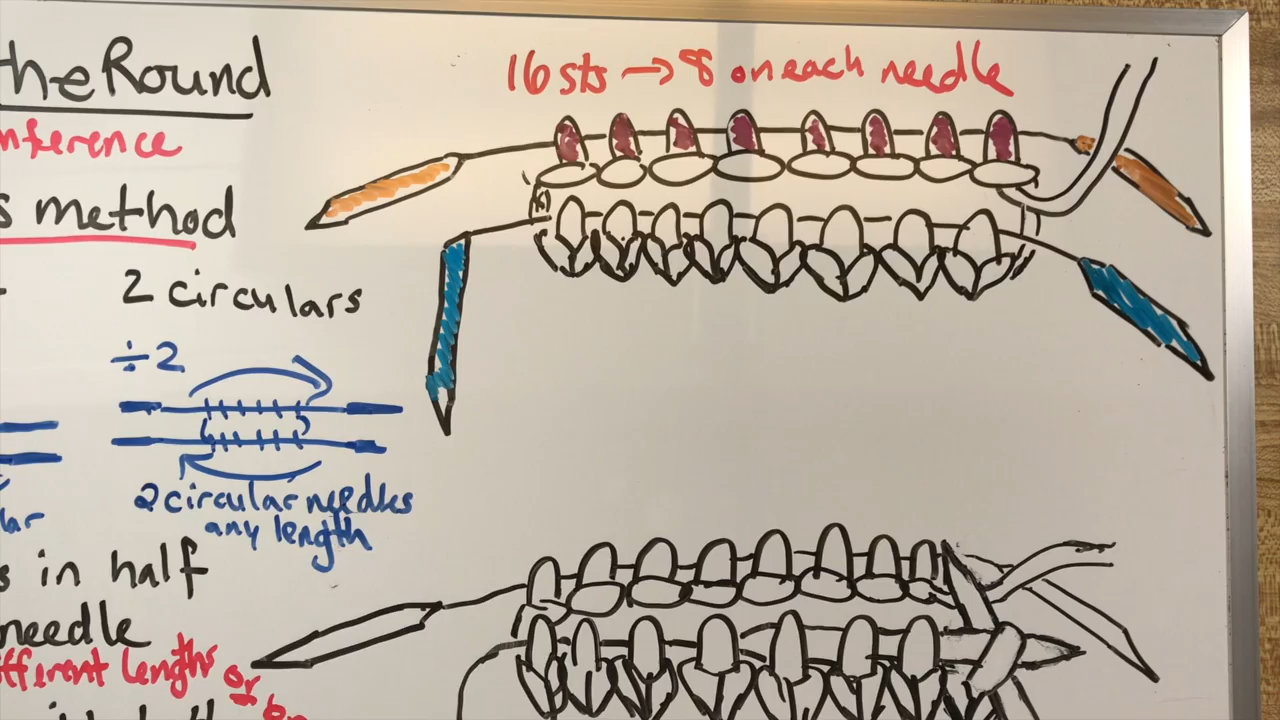 the Round
16 sts → 8 on each needle
nference
s method
2 circulars
÷2
2 circular needles
any length
lar
s in half
needle
fferent lengths
or